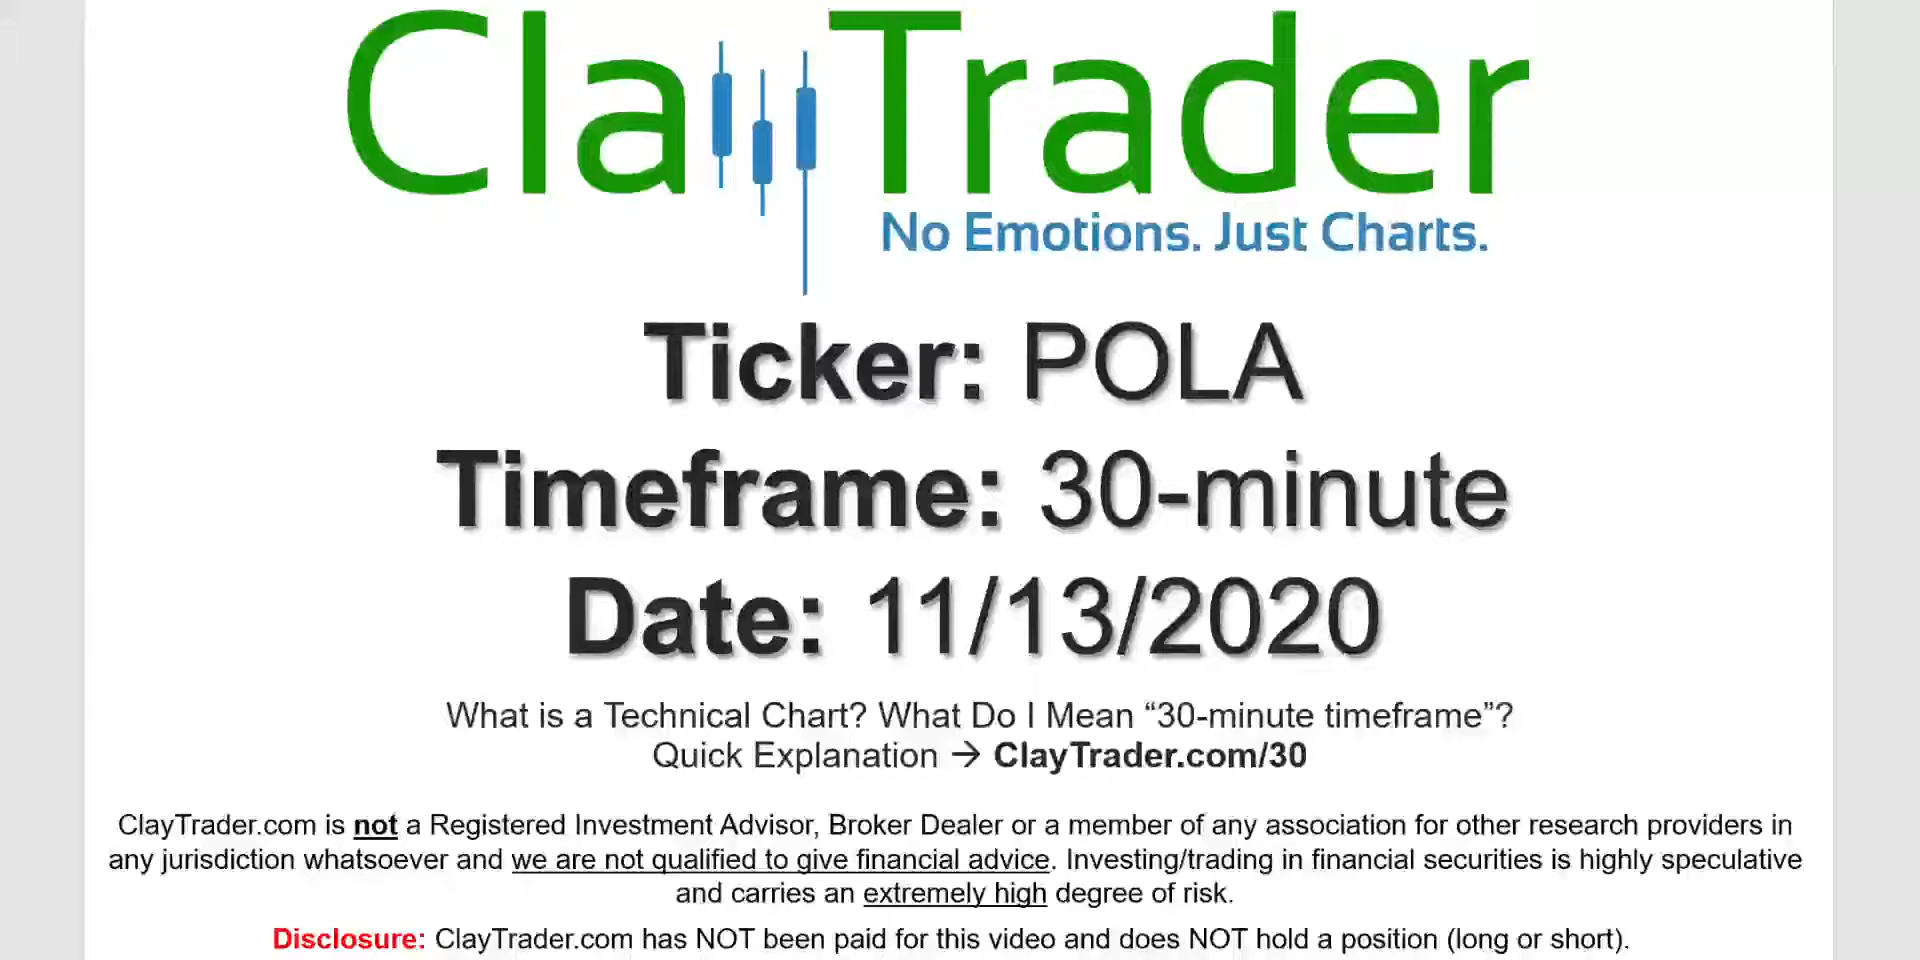 ClayTrader
No Emotions. Just Charts.
Ticker: POLA
Timeframe: 30-minute
Date: 11/13/2020
What is a Technical Chart? What Do I Mean “30-minute timeframe”?
Quick Explanation → ClayTrader.com/30
ClayTrader.com is not a Registered Investment Advisor, Broker Dealer or a member of any association for other research providers in
any jurisdiction whatsoever and we are not qualified to give financial advice. Investing/trading in financial securities is highly speculative
and carries an extremely high degree of risk.
Disclosure: ClayTrader.com has NOT been paid for this video and does NOT hold a position (long or short).